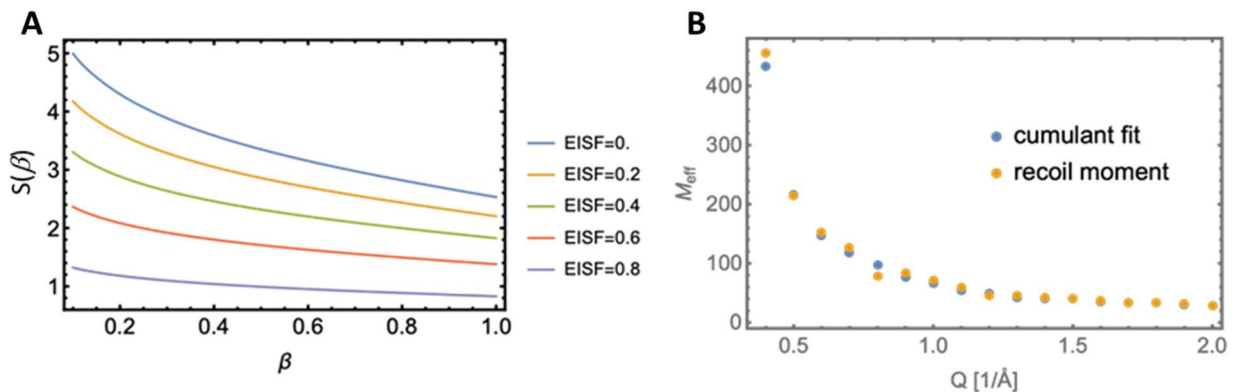 A
S(β)
5
4
3
2
1
0.2 0.4 0.6 0.8 1.0
β
EISF=0.
EISF=0.2
EISF=0.4
EISF=0.6
EISF=0.8
B
M_eff
400
300
200
100
0
0.5 1.0 1.5 2.0
Q [1/Å]
cumulant fit
recoil moment